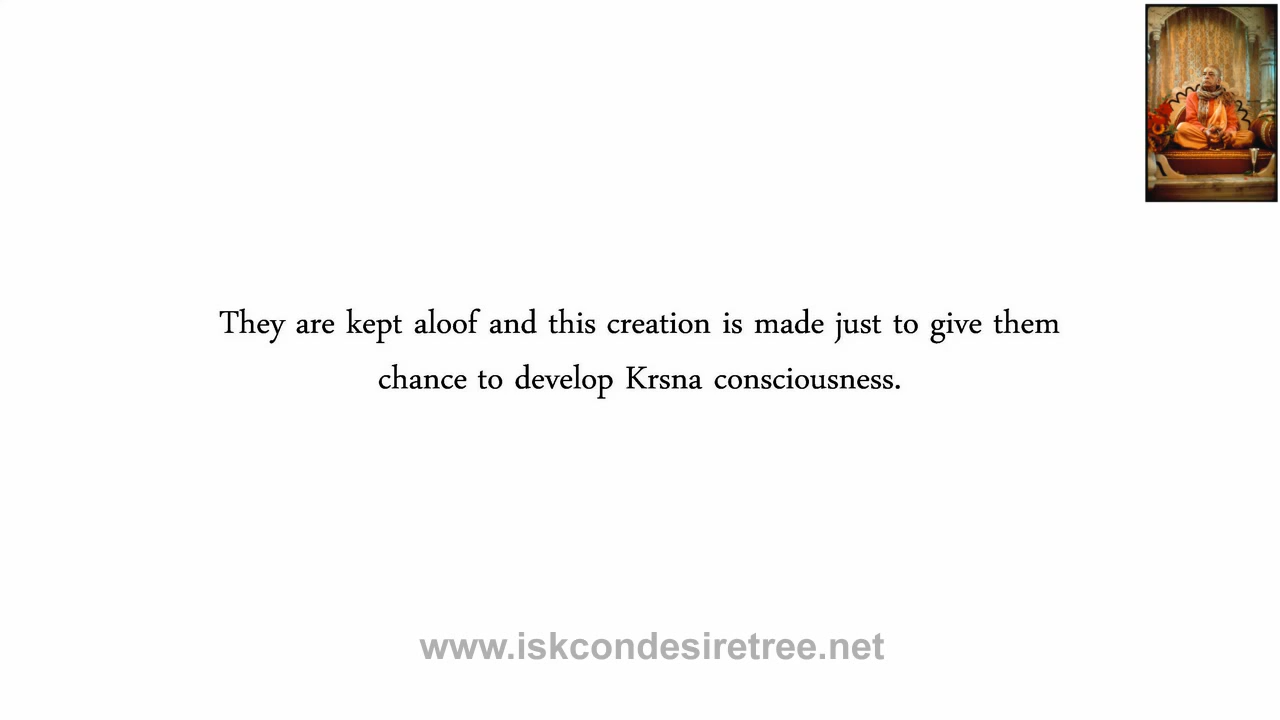 They are kept aloof and this creation is made just to give them
chance to develop Krsna consciousness.
www.iskcondesiretree.net